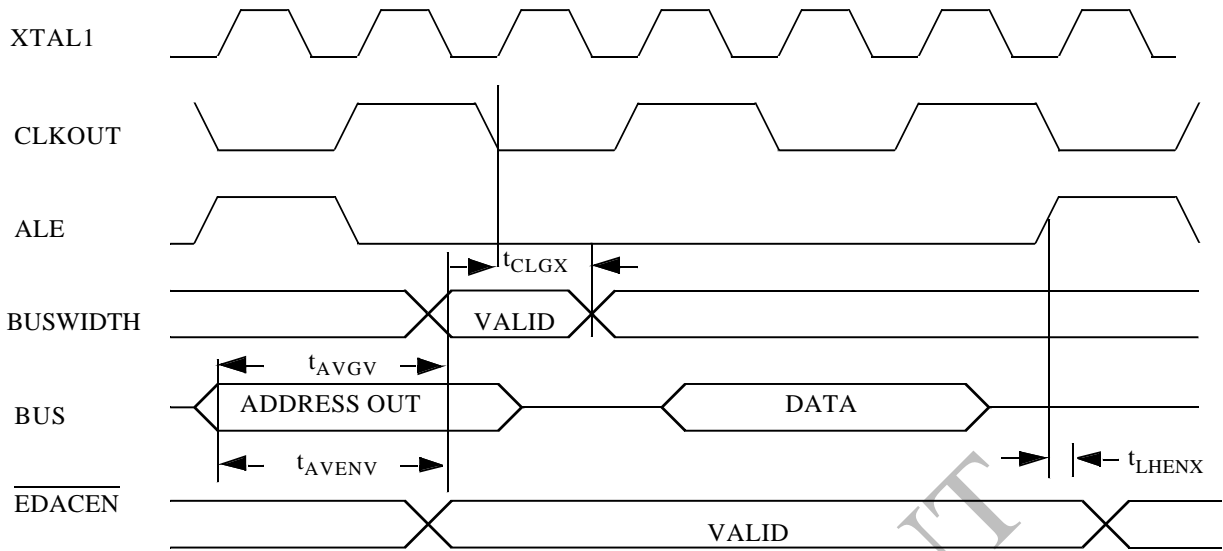 XTAL1
CLKOUT
ALE
tCLGX
BUSWIDTH
VALID
tAVGV
BUS
ADDRESS OUT
DATA
tAVENV
tLHENX
EDACEN
VALID